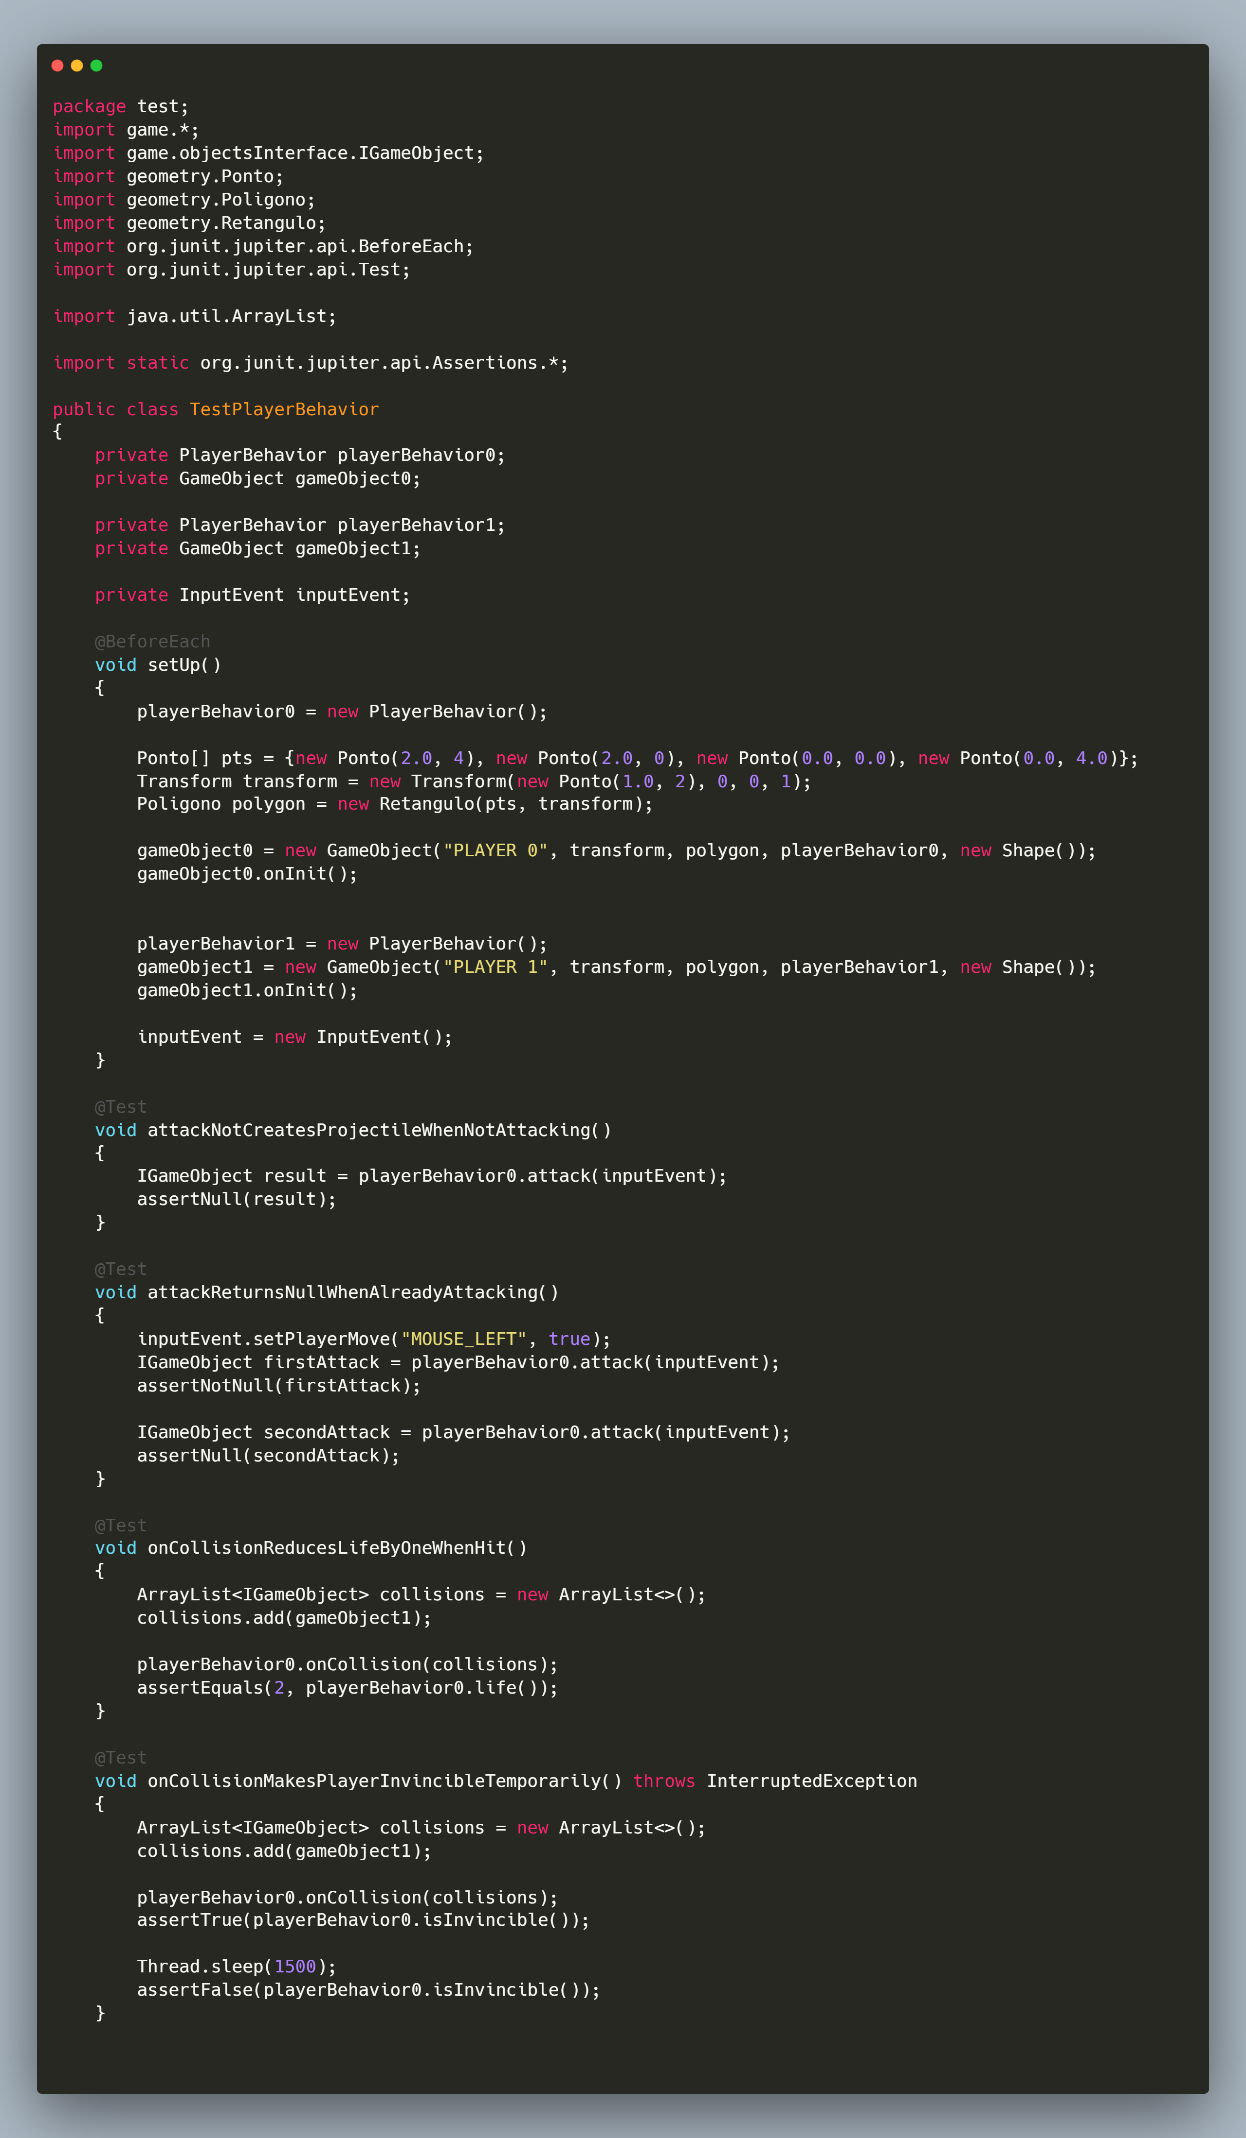 package test;
import game.*;
import game.objectsInterface.IGameObject;
import geometry.Ponto;
import geometry.Poligono;
import geometry.Retangulo;
import org.junit.jupiter.api.BeforeEach;
import org.junit.jupiter.api.Test;

import java.util.ArrayList;

import static org.junit.jupiter.api.Assertions.*;

public class TestPlayerBehavior
{
    private PlayerBehavior playerBehavior0;
    private GameObject gameObject0;

    private PlayerBehavior playerBehavior1;
    private GameObject gameObject1;

    private InputEvent inputEvent;

    @BeforeEach
    void setUp()
    {
        playerBehavior0 = new PlayerBehavior();

        Ponto[] pts = {new Ponto(2.0, 4), new Ponto(2.0, 0), new Ponto(0.0, 0.0), new Ponto(0.0, 4.0)};
        Transform transform = new Transform(new Ponto(1.0, 2), 0, 0, 1);
        Poligono polygon = new Retangulo(pts, transform);

        gameObject0 = new GameObject("PLAYER 0", transform, polygon, playerBehavior0, new Shape());
        gameObject0.onInit();


        playerBehavior1 = new PlayerBehavior();
        gameObject1 = new GameObject("PLAYER 1", transform, polygon, playerBehavior1, new Shape());
        gameObject1.onInit();

        inputEvent = new InputEvent();
    }

    @Test
    void attackNotCreatesProjectileWhenNotAttacking()
    {
        IGameObject result = playerBehavior0.attack(inputEvent);
        assertNull(result);
    }

    @Test
    void attackReturnsNullWhenAlreadyAttacking()
    {
        inputEvent.setPlayerMove("MOUSE_LEFT", true);
        IGameObject firstAttack = playerBehavior0.attack(inputEvent);
        assertNotNull(firstAttack);

        IGameObject secondAttack = playerBehavior0.attack(inputEvent);
        assertNull(secondAttack);
    }

    @Test
    void onCollisionReducesLifeByOneWhenHit()
    {
        ArrayList<IGameObject> collisions = new ArrayList<>();
        collisions.add(gameObject1);

        playerBehavior0.onCollision(collisions);
        assertEquals(2, playerBehavior0.life());
    }

    @Test
    void onCollisionMakesPlayerInvincibleTemporarily() throws InterruptedException
    {
        ArrayList<IGameObject> collisions = new ArrayList<>();
        collisions.add(gameObject1);

        playerBehavior0.onCollision(collisions);
        assertTrue(playerBehavior0.isInvincible());

        Thread.sleep(1500);
        assertFalse(playerBehavior0.isInvincible());
    }